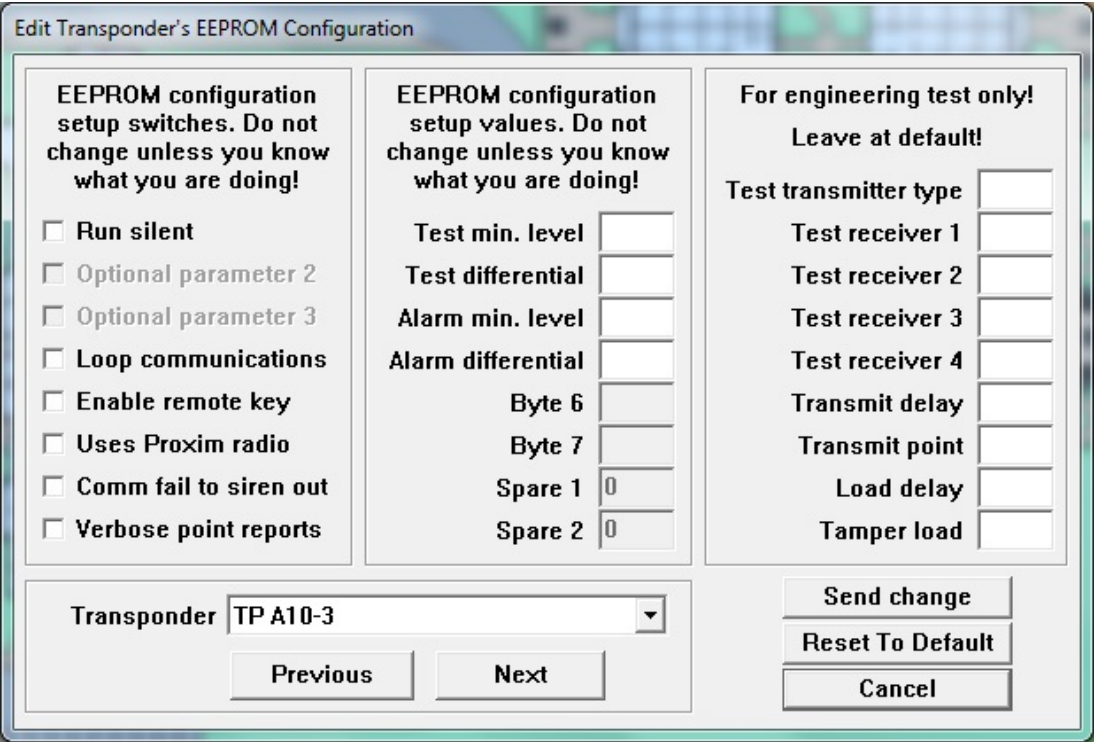 Edit Transponder's EEPROM Configuration
EEPROM configuration
setup switches. Do not
change unless you know
what you are doing!
Run silent
Optional parameter 2
Optional parameter 3
Loop communications
Enable remote key
Uses Proxim radio
Comm fail to siren out
Verbose point reports
EEPROM configuration
setup values. Do not
change unless you know
what you are doing!
Test min. level
Test differential
Alarm min. level
Alarm differential
Byte 6
Byte 7
Spare 1 0
Spare 2 0
For engineering test only!
Leave at default!
Test transmitter type
Test receiver 1
Test receiver 2
Test receiver 3
Test receiver 4
Transmit delay
Transmit point
Load delay
Tamper load
Transponder TP A10-3
Previous Next
Send change
Reset To Default
Cancel